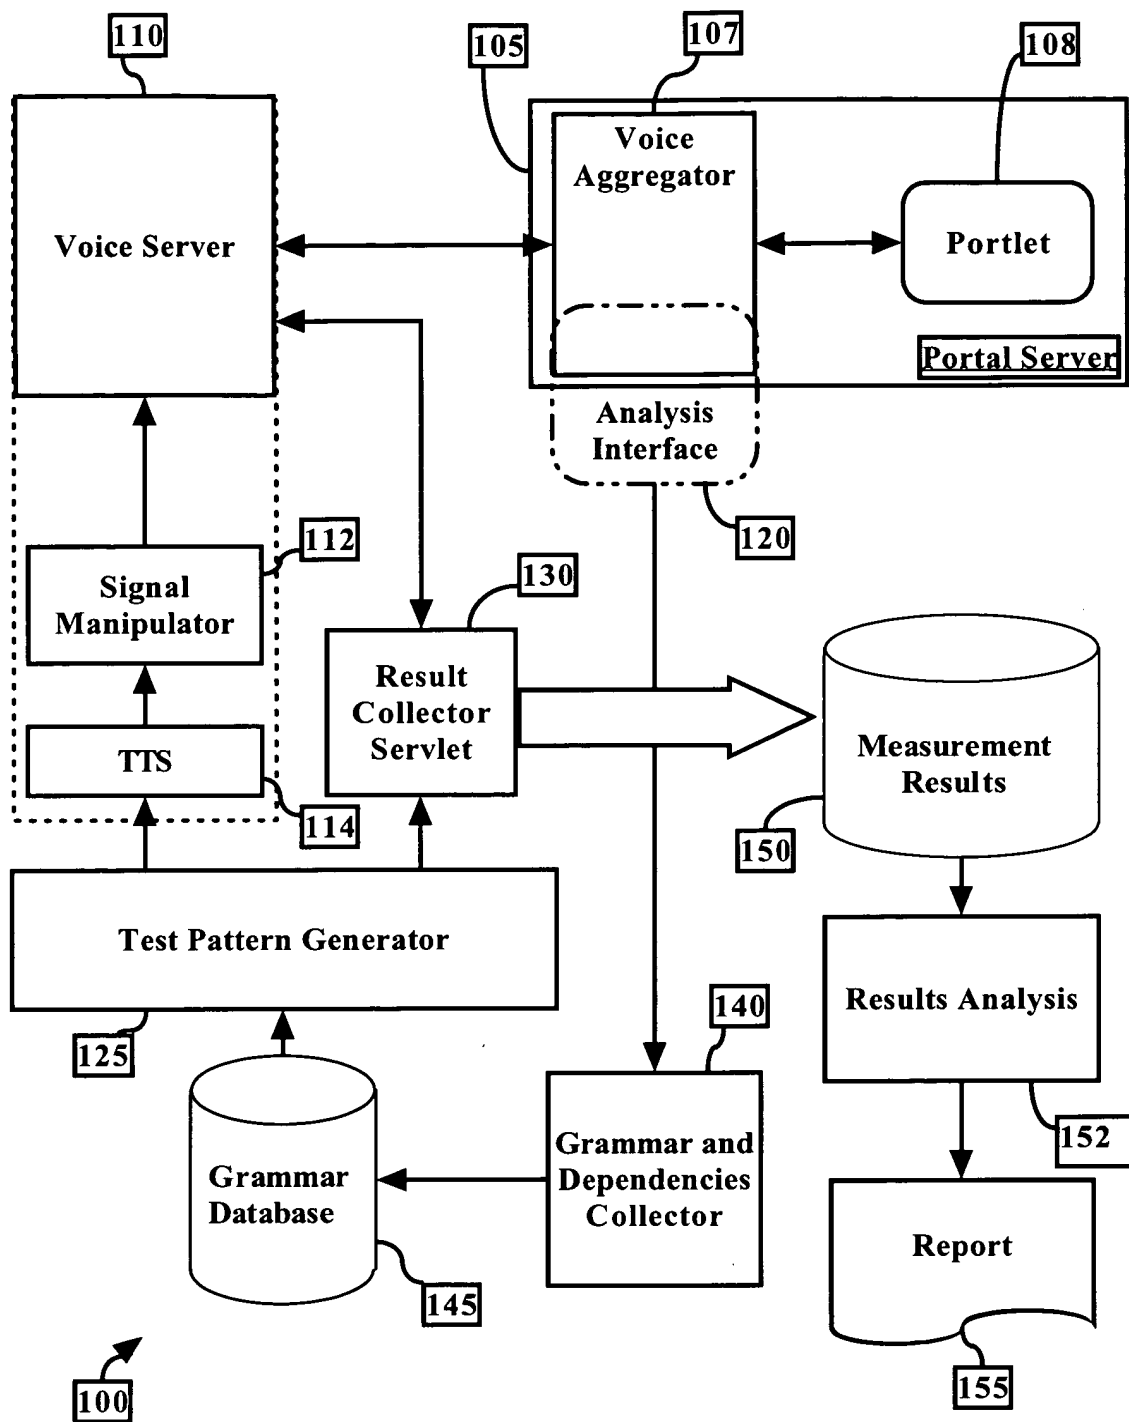 110
105
107
108
Voice
Aggregator
Voice Server
Portlet
Portal Server
Analysis
Interface
120
112
Signal
Manipulator
130
Result
Collector
Servlet
TTS
114
Measurement
Results
150
Test Pattern Generator
125
Results Analysis
140
152
Grammar and
Dependencies
Collector
Grammar
Database
145
Report
155
100